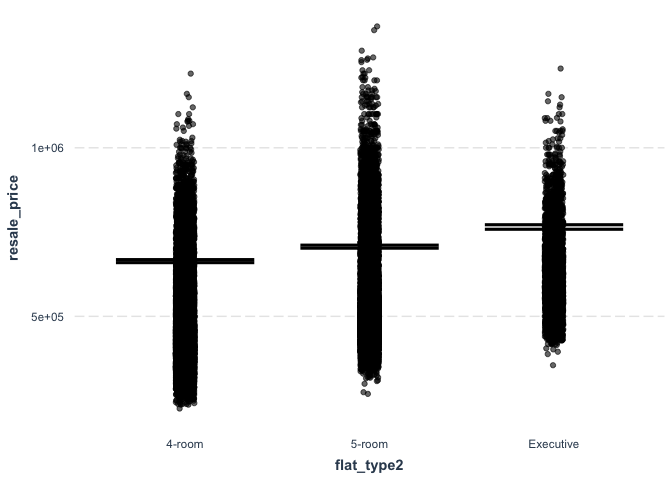 1e+06
resale_price
5e+05
4-room
5-room
Executive
flat_type2